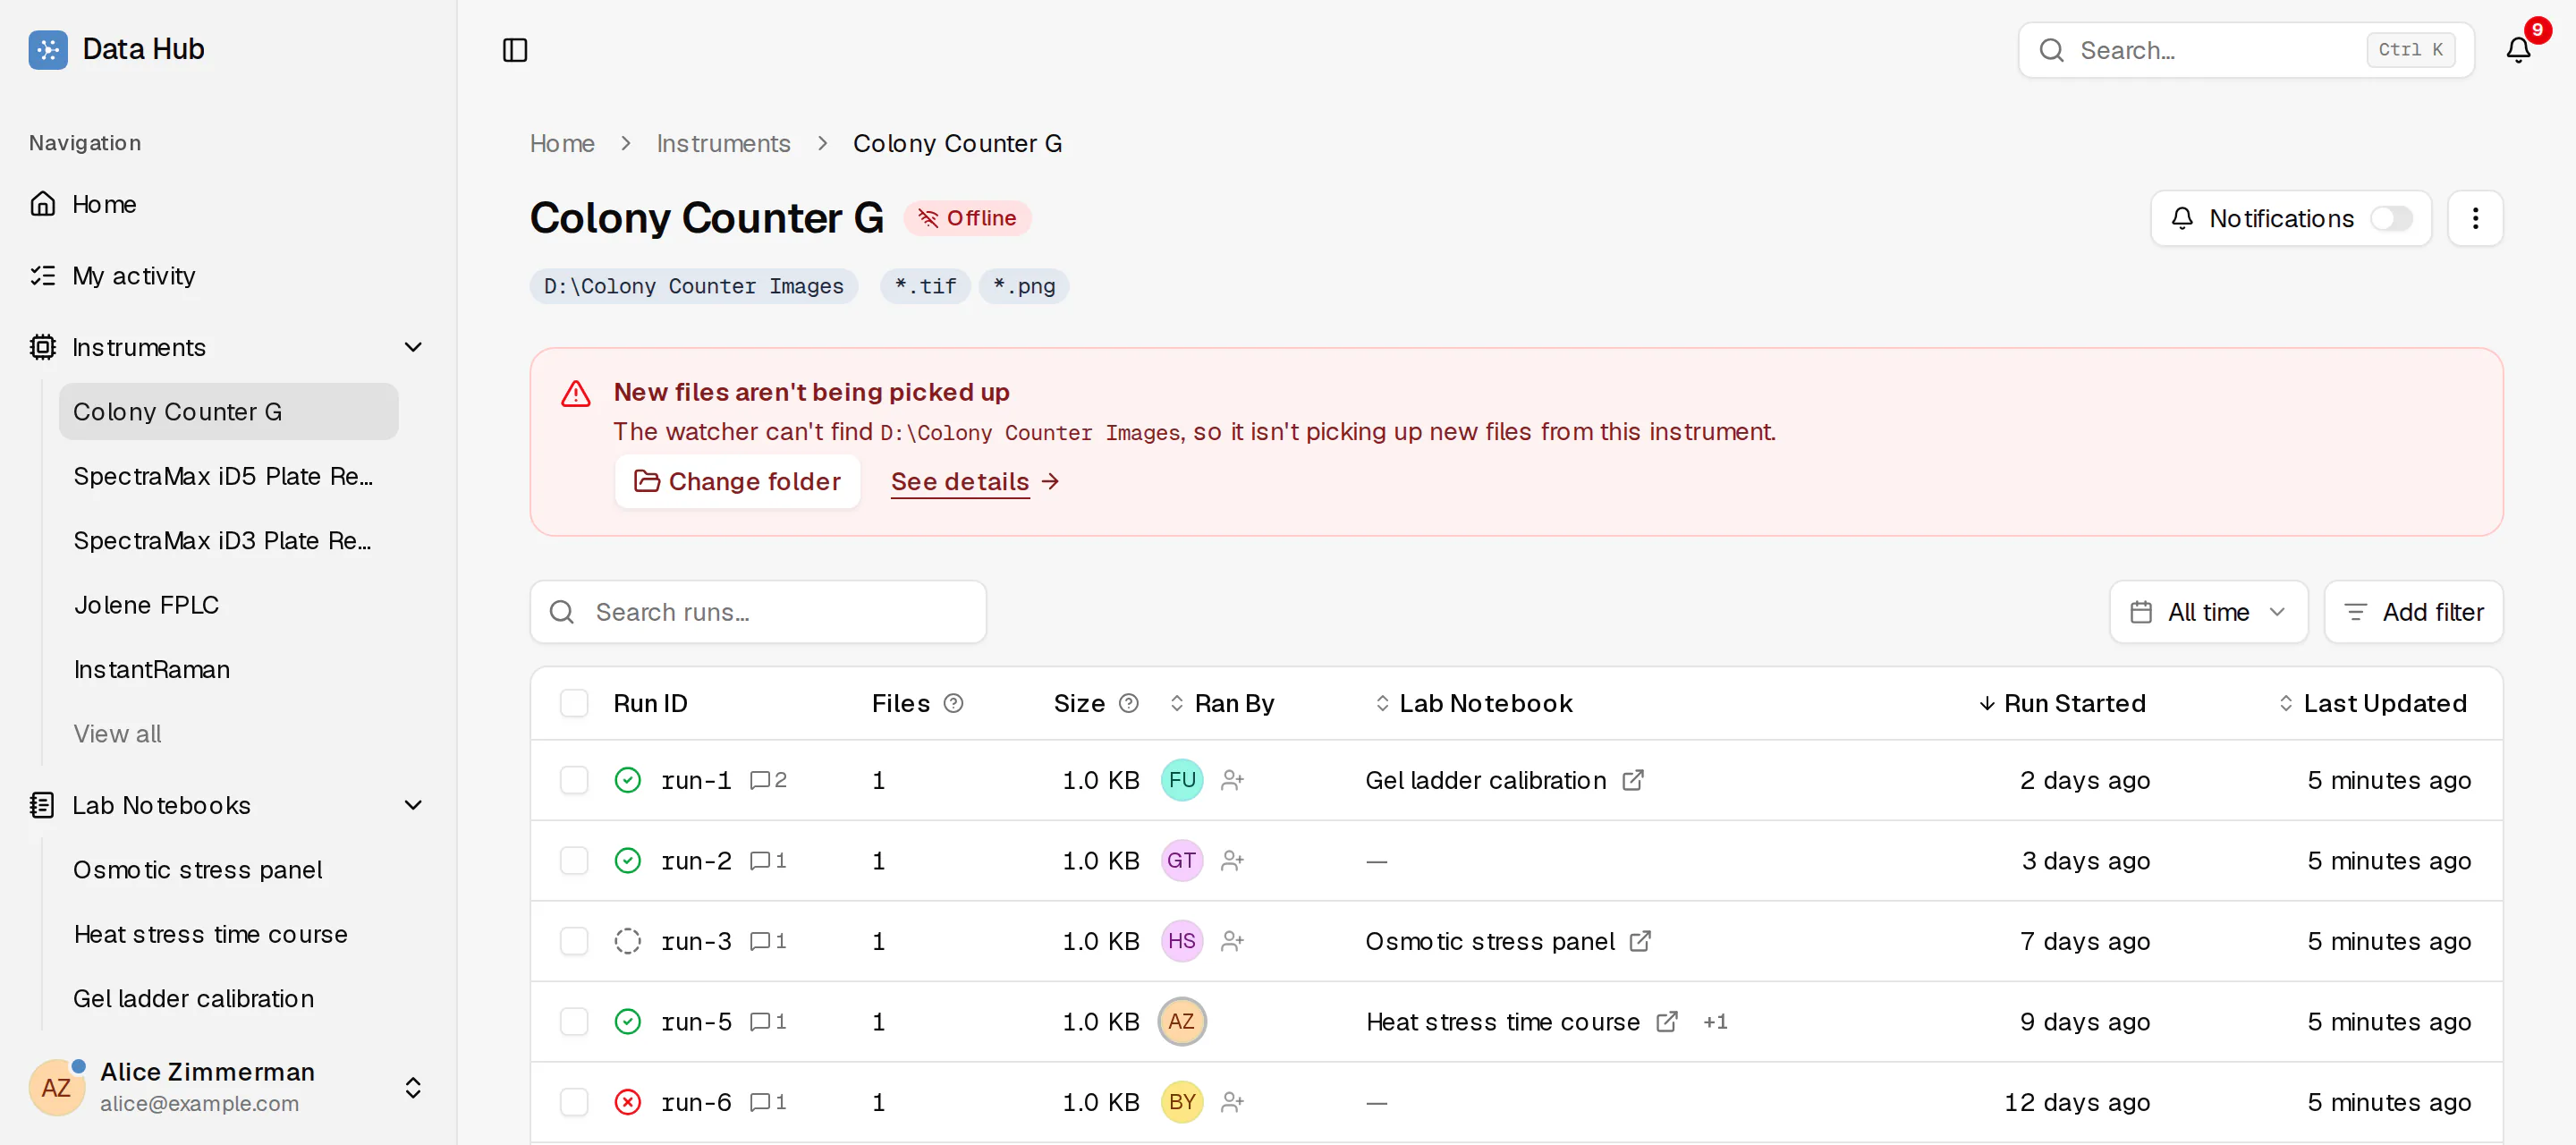 Data Hub
Search...
Ctrl K
9
Navigation
Home
My activity
Instruments
Colony Counter G
SpectraMax iD5 Plate Re...
SpectraMax iD3 Plate Re...
Jolene FPLC
InstantRaman
View all
Lab Notebooks
Osmotic stress panel
Heat stress time course
Gel ladder calibration
AZ
Alice Zimmerman
alice@example.com
Home > Instruments > Colony Counter G
Colony Counter G
Offline
Notifications
D:\Colony Counter Images
*.tif
*.png
New files aren't being picked up
The watcher can't find D:\Colony Counter Images, so it isn't picking up new files from this instrument.
Change folder
See details →
Search runs...
All time
Add filter
Run ID Files Size Ran By Lab Notebook Run Started Last Updated
run-1 2 1 1.0 KB FU Gel ladder calibration 2 days ago 5 minutes ago
run-2 1 1 1.0 KB GT — 3 days ago 5 minutes ago
run-3 1 1 1.0 KB HS Osmotic stress panel 7 days ago 5 minutes ago
run-5 1 1 1.0 KB AZ Heat stress time course +1 9 days ago 5 minutes ago
run-6 1 1 1.0 KB BY — 12 days ago 5 minutes ago